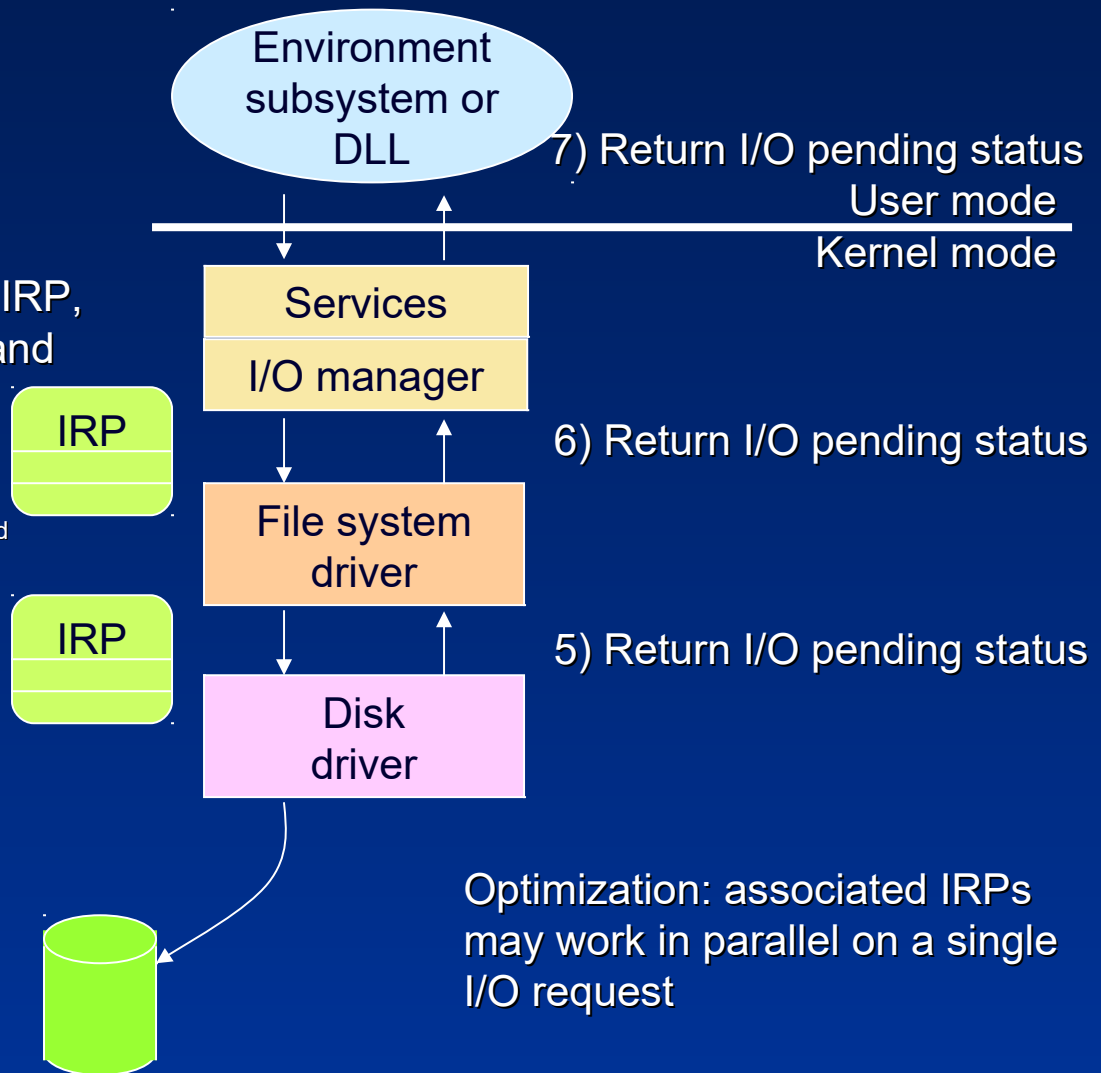 Environment
subsystem or
DLL
7) Return I/O pending status
User mode
Kernel mode
IRP,
and
Services
I/O manager
IRP
6) Return I/O pending status
File system
driver
IRP
5) Return I/O pending status
Disk
driver
Optimization: associated IRPs
may work in parallel on a single
I/O request